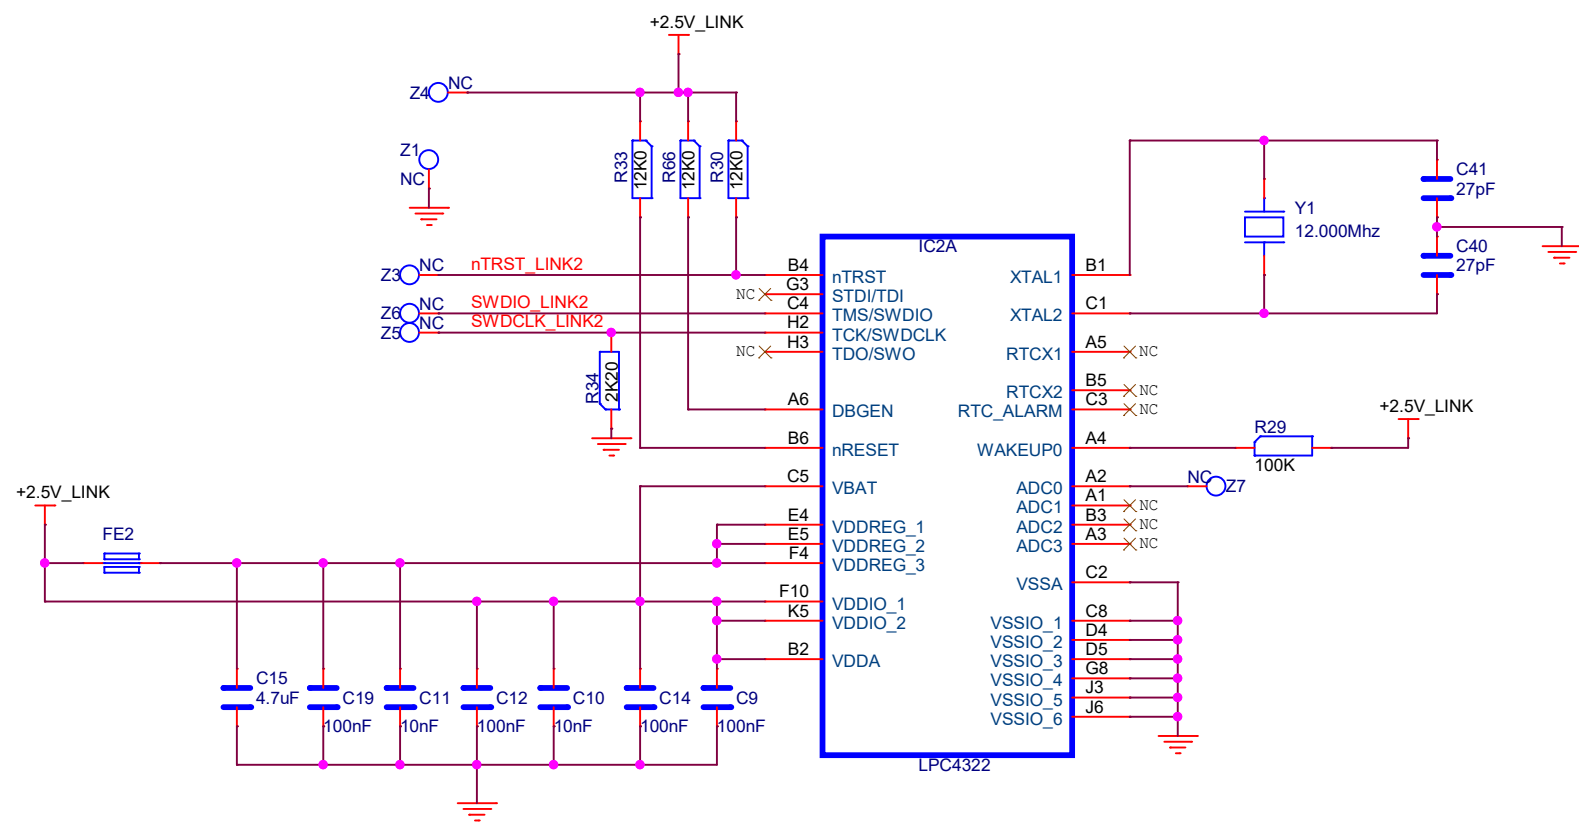 +2.5V_LINK
Z4
NC
Z1
NC
R33
12K0
R66
12K0
R30
12K0
C41
27pF
Y1
12.000Mhz
C40
27pF
IC2A
Z3
NC
nTRST_LINK2
B4
nTRST
XTAL1
B1
NC
G3
STDI/TDI
Z6
NC
SWDIO_LINK2
C4
TMS/SWDIO
XTAL2
C1
Z5
NC
SWDCLK_LINK2
H2
TCK/SWDCLK
NC
H3
TDO/SWO
RTCX1
A5
NC
R34
2K20
RTCX2
B5
NC
A6
DBGEN
RTC_ALARM
C3
NC
+2.5V_LINK
B6
nRESET
WAKEUP0
A4
R29
100K
C5
VBAT
ADC0
A2
NC
Z7
+2.5V_LINK
ADC1
A1
NC
E4
VDDREG_1
ADC2
B3
NC
FE2
E5
VDDREG_2
ADC3
A3
NC
F4
VDDREG_3
VSSA
C2
F10
VDDIO_1
K5
VDDIO_2
VSSIO_1
C8
VSSIO_2
D4
B2
VDDA
VSSIO_3
D5
VSSIO_4
G8
VSSIO_5
J3
VSSIO_6
J6
C15
4.7uF
C19
100nF
C11
10nF
C12
100nF
C10
10nF
C14
100nF
C9
100nF
LPC4322